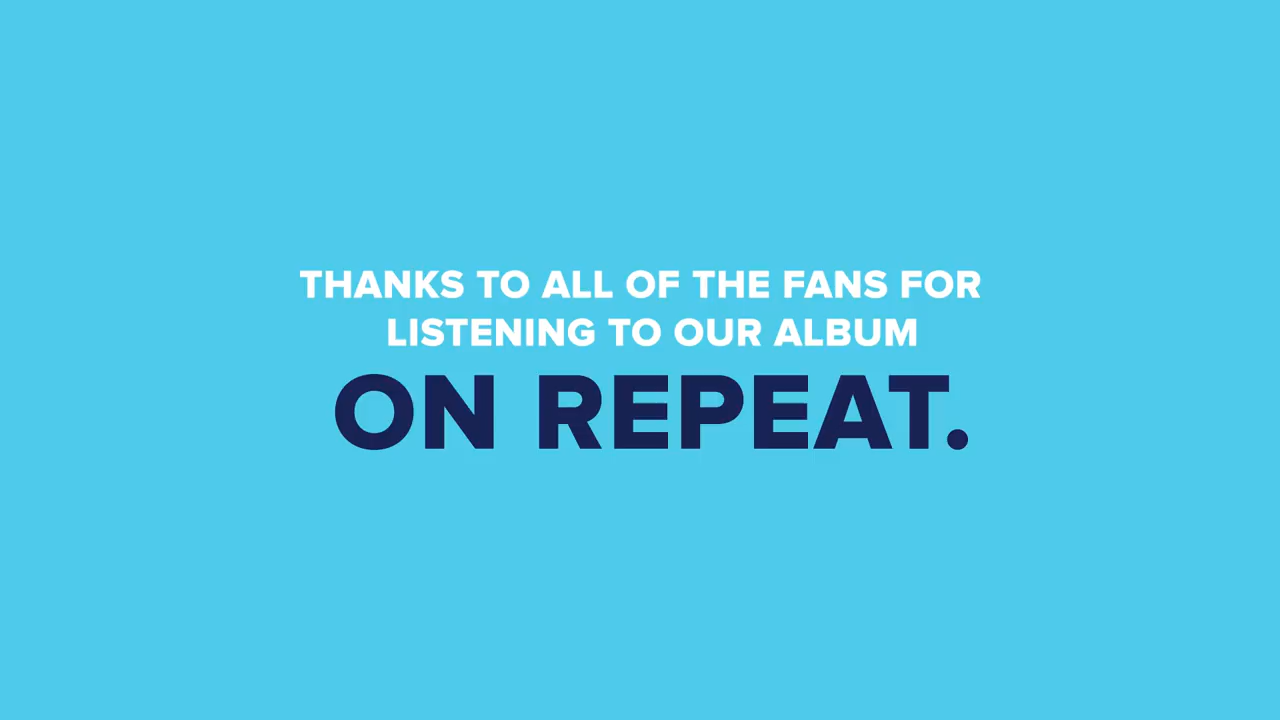 THANKS TO ALL OF THE FANS FOR
LISTENING TO OUR ALBUM
ON REPEAT.